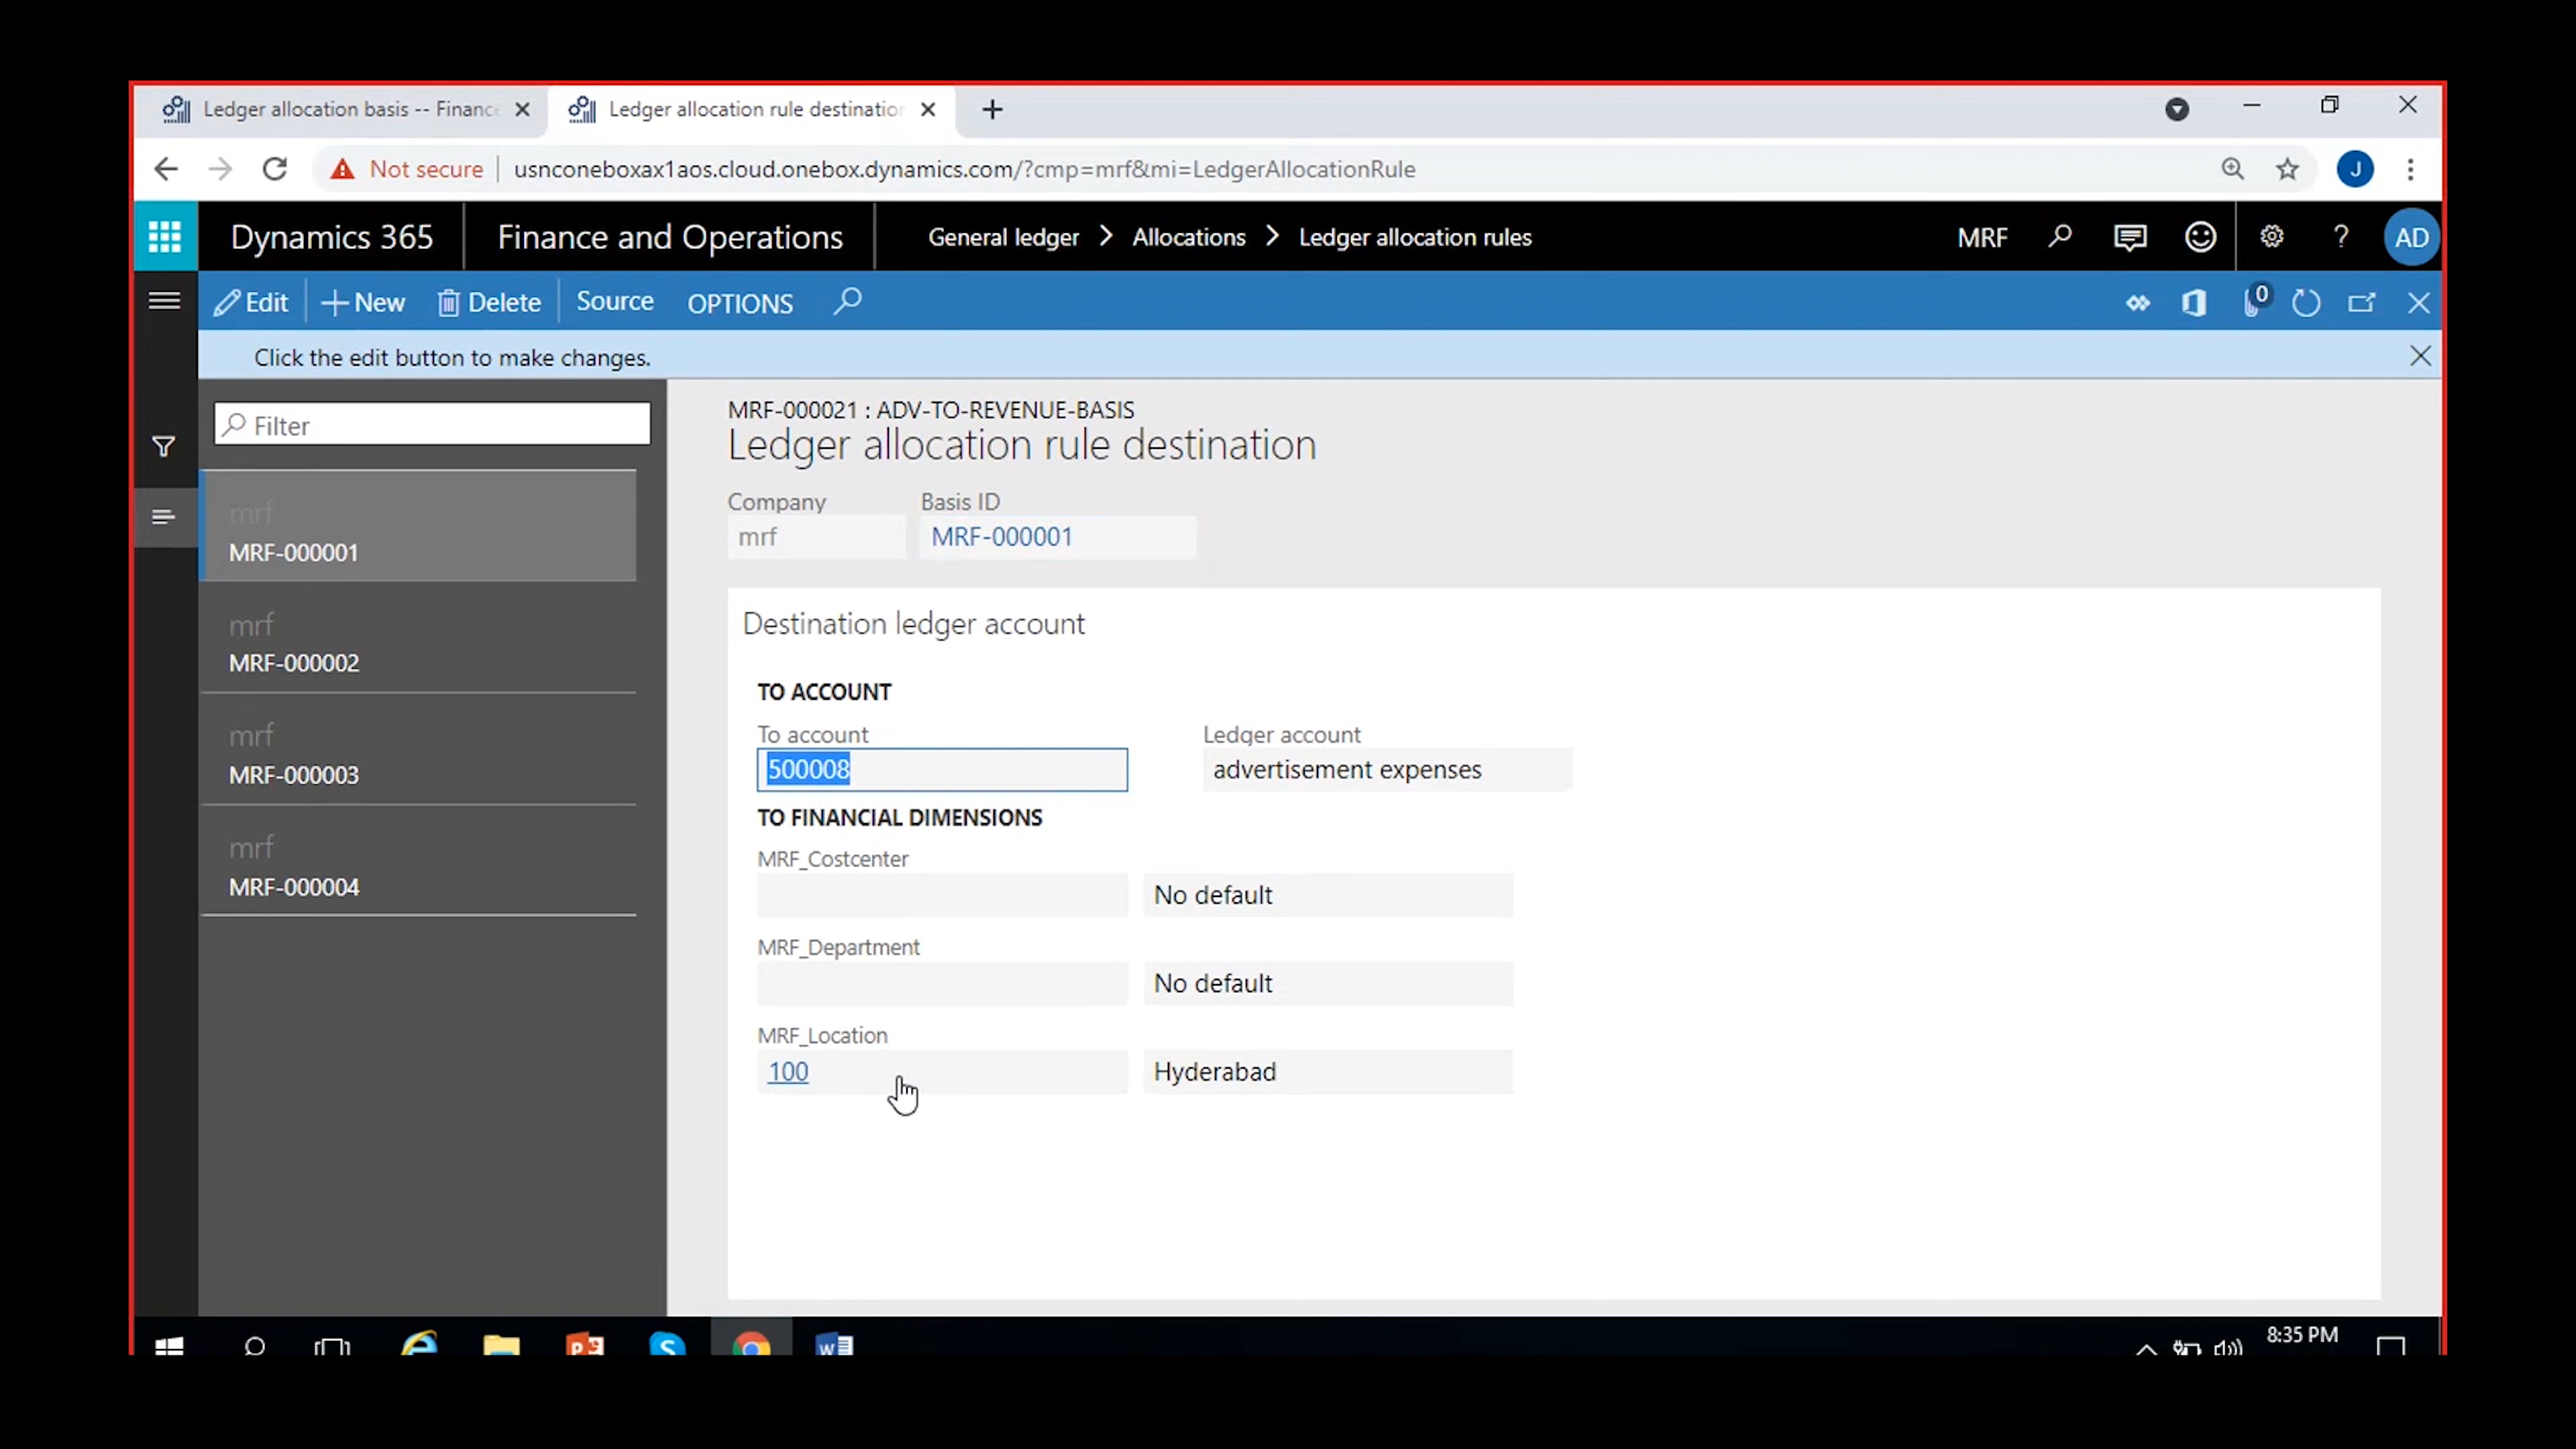 Ledger allocation basis -- Finance
Ledger allocation rule destination
Not secure
usnconeboxax1aos.cloud.onebox.dynamics.com/?cmp=mrf&mi=LedgerAllocationRule
J
Dynamics 365
Finance and Operations
General ledger > Allocations > Ledger allocation rules
MRF
?
AD
Edit
New
Delete
Source
OPTIONS
0
Click the edit button to make changes.
Filter
mrf
MRF-000001
mrf
MRF-000002
mrf
MRF-000003
mrf
MRF-000004
MRF-000021 : ADV-TO-REVENUE-BASIS
Ledger allocation rule destination
Company
Basis ID
mrf
MRF-000001
Destination ledger account
TO ACCOUNT
To account
Ledger account
500008
advertisement expenses
TO FINANCIAL DIMENSIONS
MRF_Costcenter
No default
MRF_Department
No default
MRF_Location
100
Hyderabad
8:35 PM